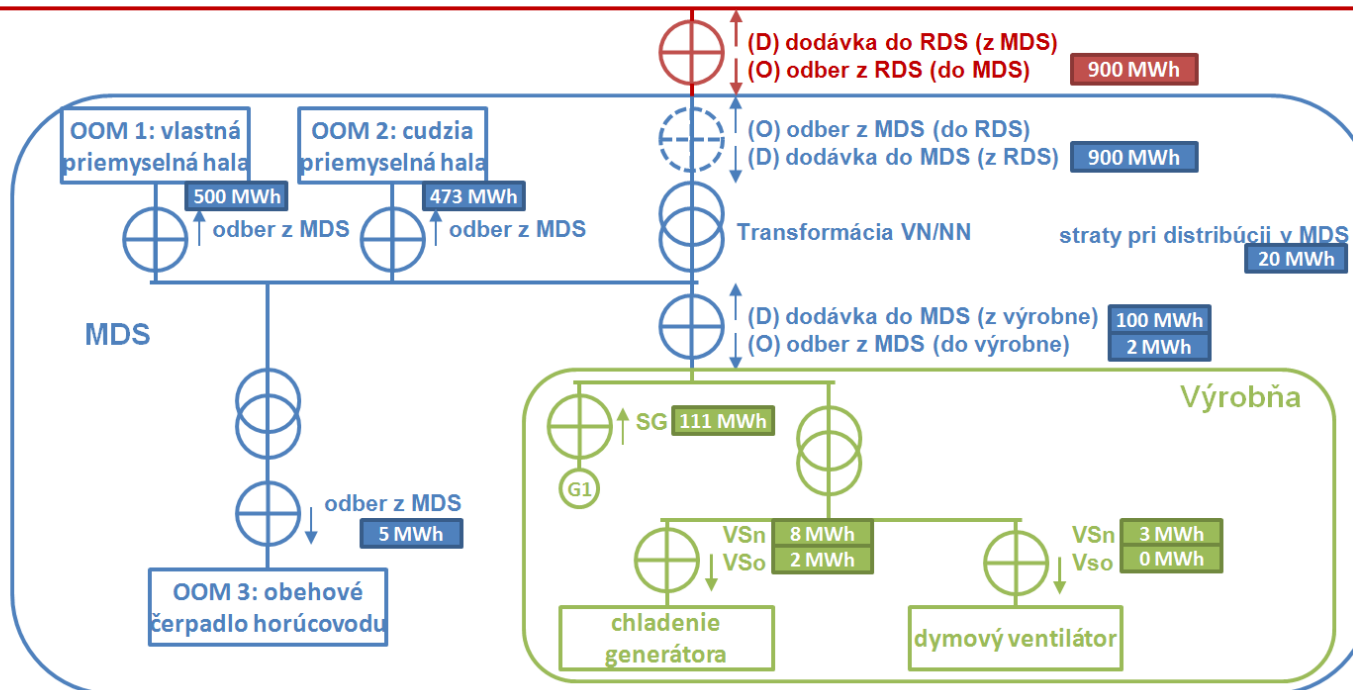 (D) dodávka do RDS (z MDS)
(O) odber z RDS (do MDS)
900 MWh
OOM 1: vlastná
priemyselná hala
500 MWh
odber z MDS
OOM 2: cudzia
priemyselná hala
473 MWh
odber z MDS
(O) odber z MDS (do RDS)
(D) dodávka do MDS (z RDS)
900 MWh
Transformácia VN/NN
straty pri distribúcii v MDS
20 MWh
MDS
(D) dodávka do MDS (z výrobne)
100 MWh
(O) odber z MDS (do výrobne)
2 MWh
Výrobňa
SG
111 MWh
G1
odber z MDS
5 MWh
OOM 3: obehové
čerpadlo horúcovodu
VSn
8 MWh
VSo
2 MWh
VSn
3 MWh
Vso
0 MWh
chladenie
generátora
dymový ventilátor